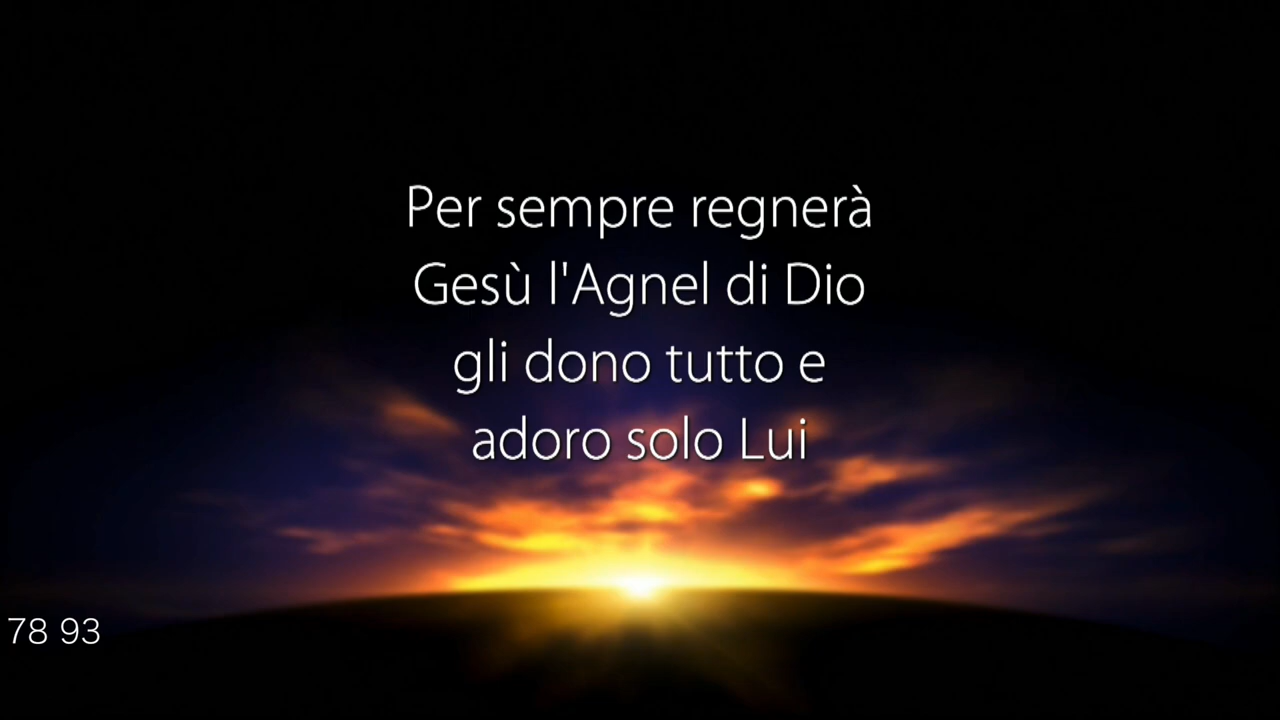 Per sempre regnerà
Gesù l'Agnel di Dio
gli dono tutto e
adoro solo Lui
78 93